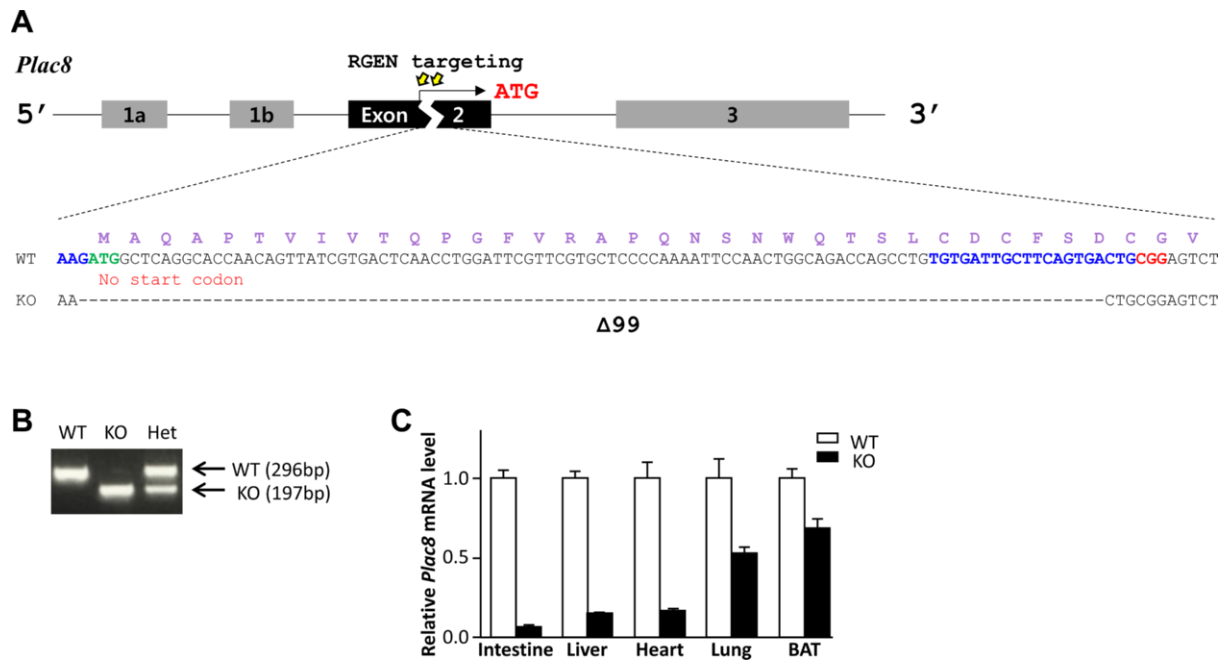 A
Plac8
RGEN targeting
ATG
5′ 1a 1b Exon 2 3 3′
M A Q A P T V I V T Q P G F V R A P Q N S N W Q T S L C D C F S D C G V
WT AAGATGGCTCAGGCACCAACAGTTATCGTGACTCAACCTGGATTCGTTCGTGCTCCCCAAAATTCCAACTGGCAGACCAGCCTGTGTGATTGCTTCAGTGACTGCGGAGTCT
No start codon
KO AA---------------------------------------------------------------------------------------------------CTGCGGAGTCT
Δ99
B
WT KO Het
WT (296bp)
KO (197bp)
C
WT
KO
Relative Plac8 mRNA level
1.0
0.5
0.0
Intestine Liver Heart Lung BAT